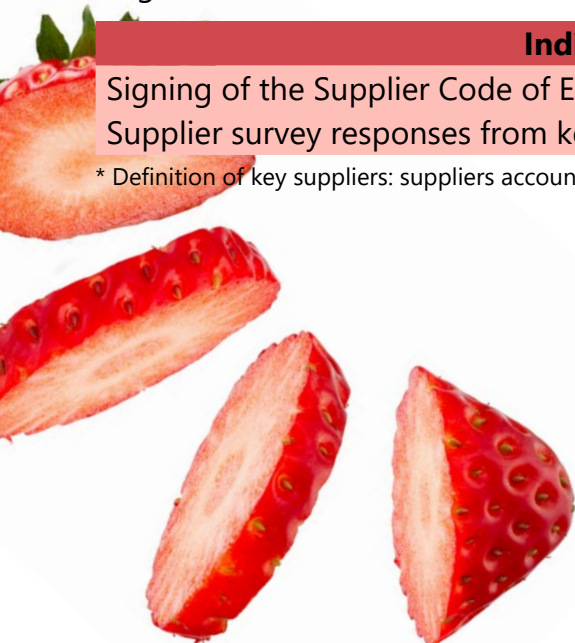 Ind
Signing of the Supplier Code of E
Supplier survey responses from k
* Definition of key suppliers: suppliers accoun